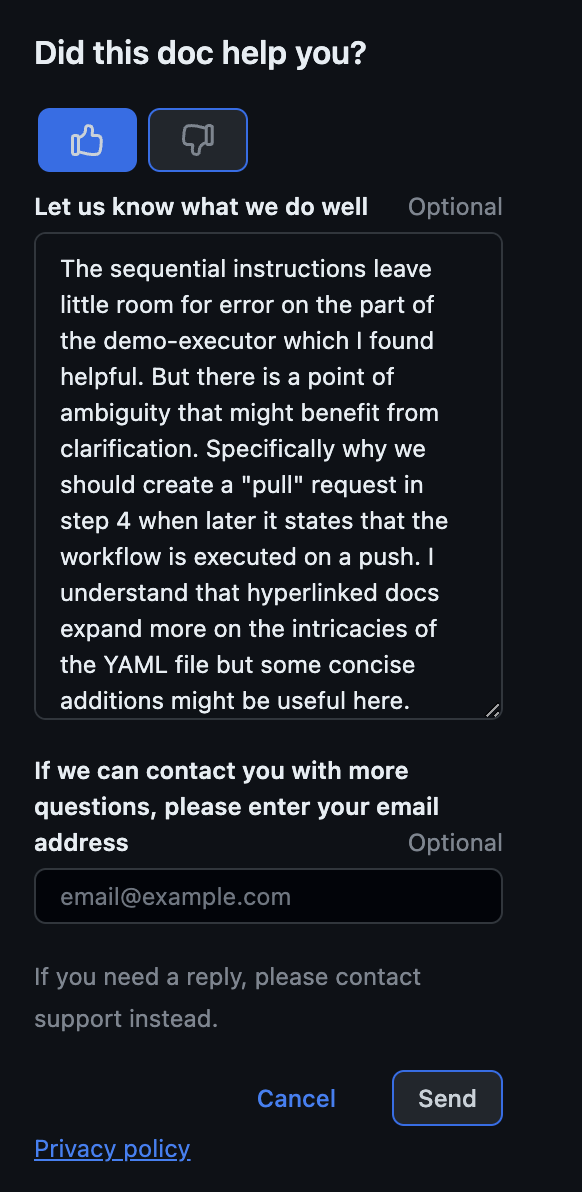 Did this doc help you?
Let us know what we do well Optional
The sequential instructions leave
little room for error on the part of
the demo-executor which I found
helpful. But there is a point of
ambiguity that might benefit from
clarification. Specifically why we
should create a "pull" request in
step 4 when later it states that the
workflow is executed on a push. I
understand that hyperlinked docs
expand more on the intricacies of
the YAML file but some concise
additions might be useful here.
If we can contact you with more
questions, please enter your email
address Optional
email@example.com
If you need a reply, please contact
support instead.
Cancel Send
Privacy policy